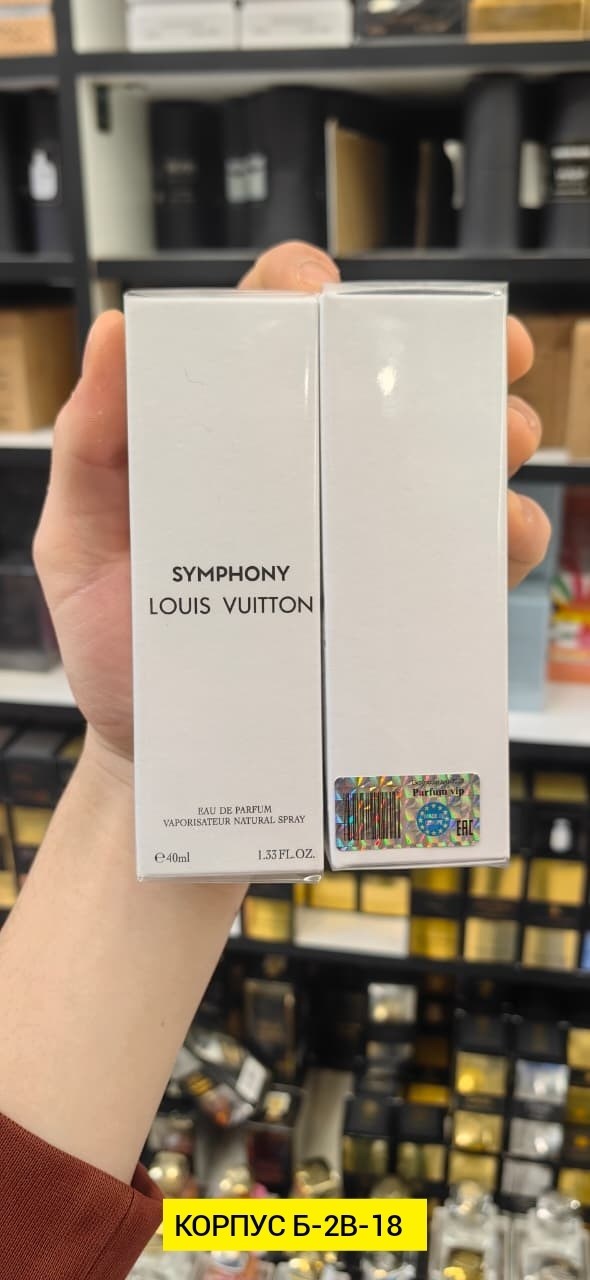 SYMPHONY
LOUIS VUITTON
EAU DE PARFUM
VAPORISATEUR NATURAL SPRAY
℮40ml 1.33 FL.OZ.
Parfum vip
EAC
КОРПУС Б-2В-18